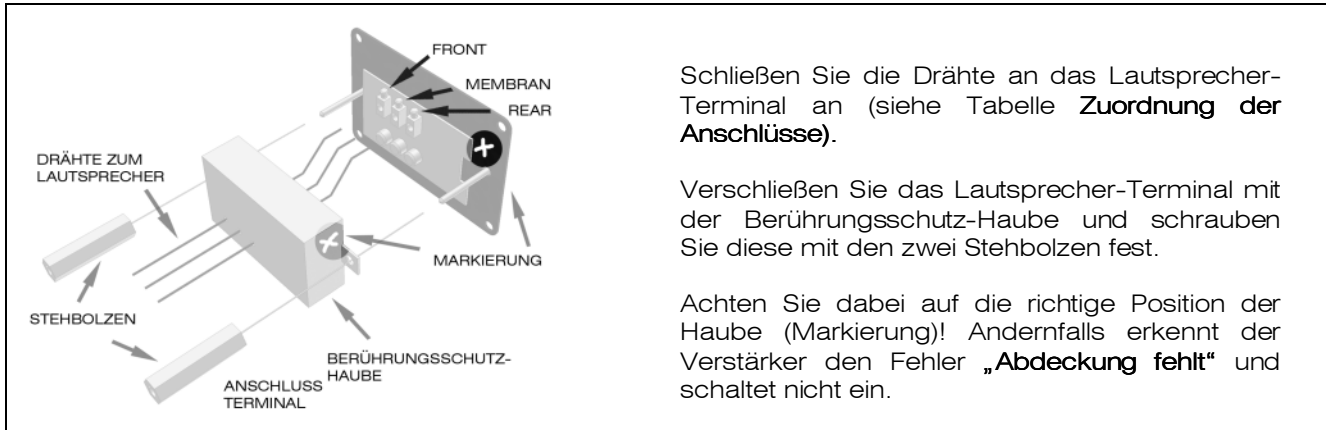 FRONT
MEMBRAN
REAR
DRÄHTE ZUM
LAUTSPRECHER
MARKIERUNG
STEHBOLZEN
BERÜHRUNGSSCHUTZ-
HAUBE
ANSCHLUSS
TERMINAL
Schließen Sie die Drähte an das Lautsprecher-
Terminal an (siehe Tabelle Zuordnung der
Anschlüsse).
Verschließen Sie das Lautsprecher-Terminal mit
der Berührungsschutz-Haube und schrauben
Sie diese mit den zwei Stehbolzen fest.
Achten Sie dabei auf die richtige Position der
Haube (Markierung)! Andernfalls erkennt der
Verstärker den Fehler „Abdeckung fehlt“ und
schaltet nicht ein.